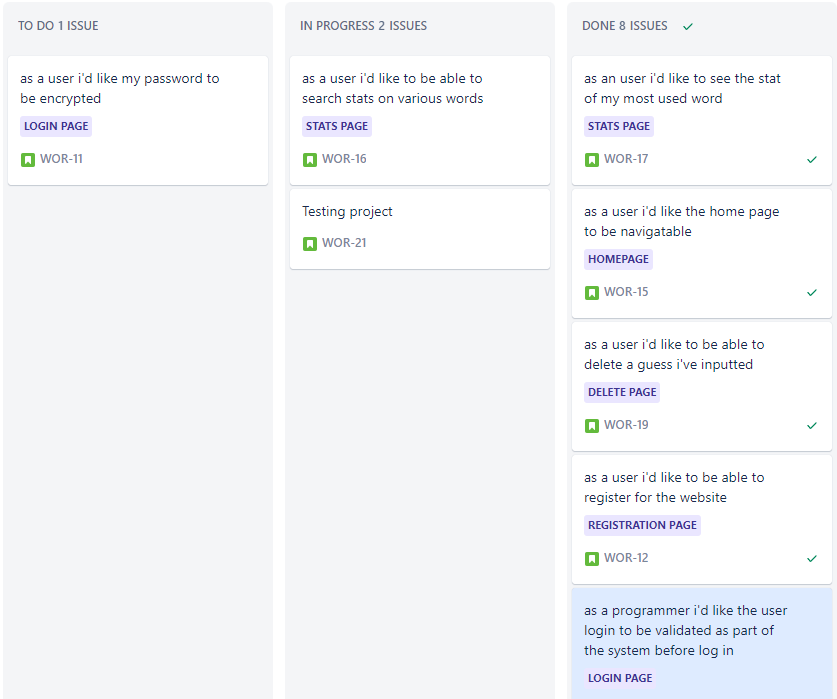 TO DO 1 ISSUE
as a user i'd like my password to
be encrypted
LOGIN PAGE
WOR-11
IN PROGRESS 2 ISSUES
as a user i'd like to be able to
search stats on various words
STATS PAGE
WOR-16
Testing project
WOR-21
DONE 8 ISSUES
as an user i'd like to see the stat
of my most used word
STATS PAGE
WOR-17
as a user i'd like the home page
to be navigatable
HOMEPAGE
WOR-15
as a user i'd like to be able to
delete a guess i've inputted
DELETE PAGE
WOR-19
as a user i'd like to be able to
register for the website
REGISTRATION PAGE
WOR-12
as a programmer i'd like the user
login to be validated as part of
the system before log in
LOGIN PAGE